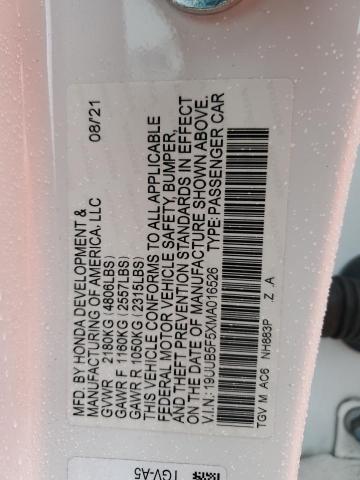 MFD. BY HONDA DEVELOPMENT & 08/21
MANUFACTURING OF AMERICA, LLC
GVWR 2180KG (4806LBS)
GAWR F 1160KG (2557LBS)
GAWR R 1050KG (2315LBS)
THIS VEHICLE CONFORMS TO ALL APPLICABLE
FEDERAL MOTOR VEHICLE SAFETY, BUMPER,
AND THEFT PREVENTION STANDARDS IN EFFECT
ON THE DATE OF MANUFACTURE SHOWN ABOVE.
V.I.N: 19UUB5F5XMA016526 TYPE: PASSENGER CAR
TGV M AC6 NH883P Z .A
TGV-A5